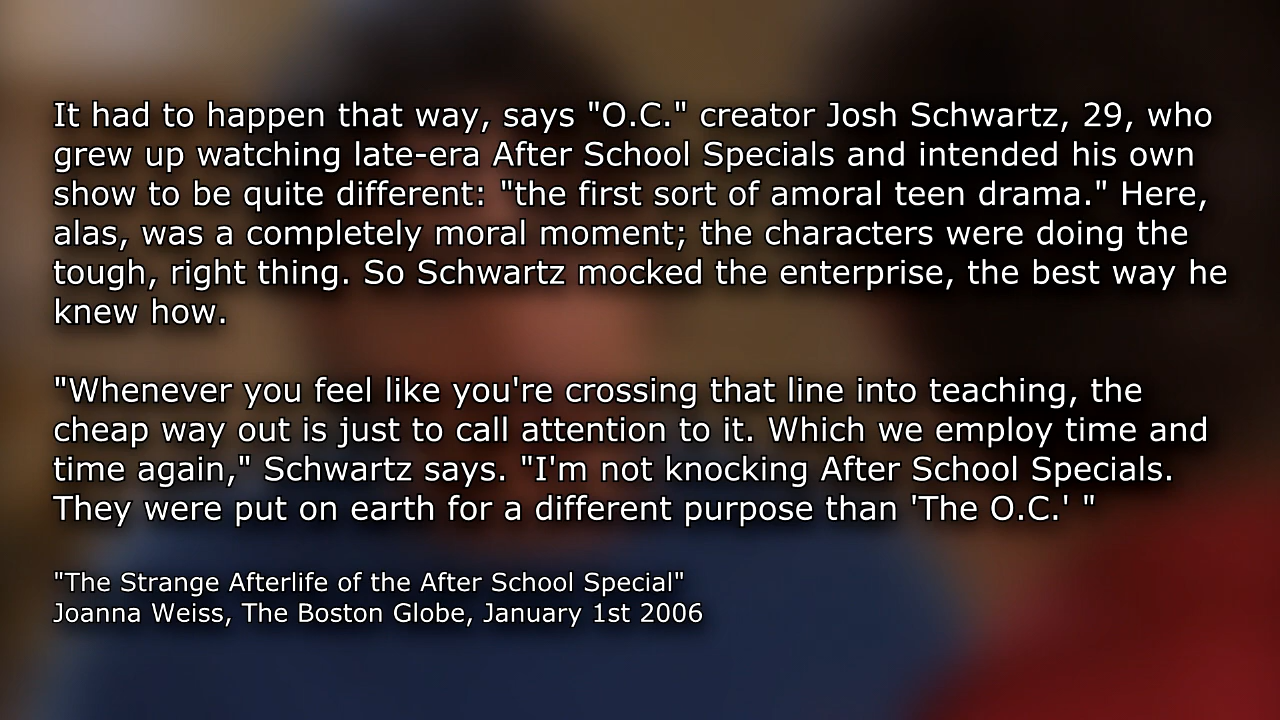 It had to happen that way, says "O.C." creator Josh Schwartz, 29, who
grew up watching late-era After School Specials and intended his own
show to be quite different: "the first sort of amoral teen drama." Here,
alas, was a completely moral moment; the characters were doing the
tough, right thing. So Schwartz mocked the enterprise, the best way he
knew how.
"Whenever you feel like you're crossing that line into teaching, the
cheap way out is just to call attention to it. Which we employ time and
time again," Schwartz says. "I'm not knocking After School Specials.
They were put on earth for a different purpose than 'The O.C.' "
"The Strange Afterlife of the After School Special"
Joanna Weiss, The Boston Globe, January 1st 2006